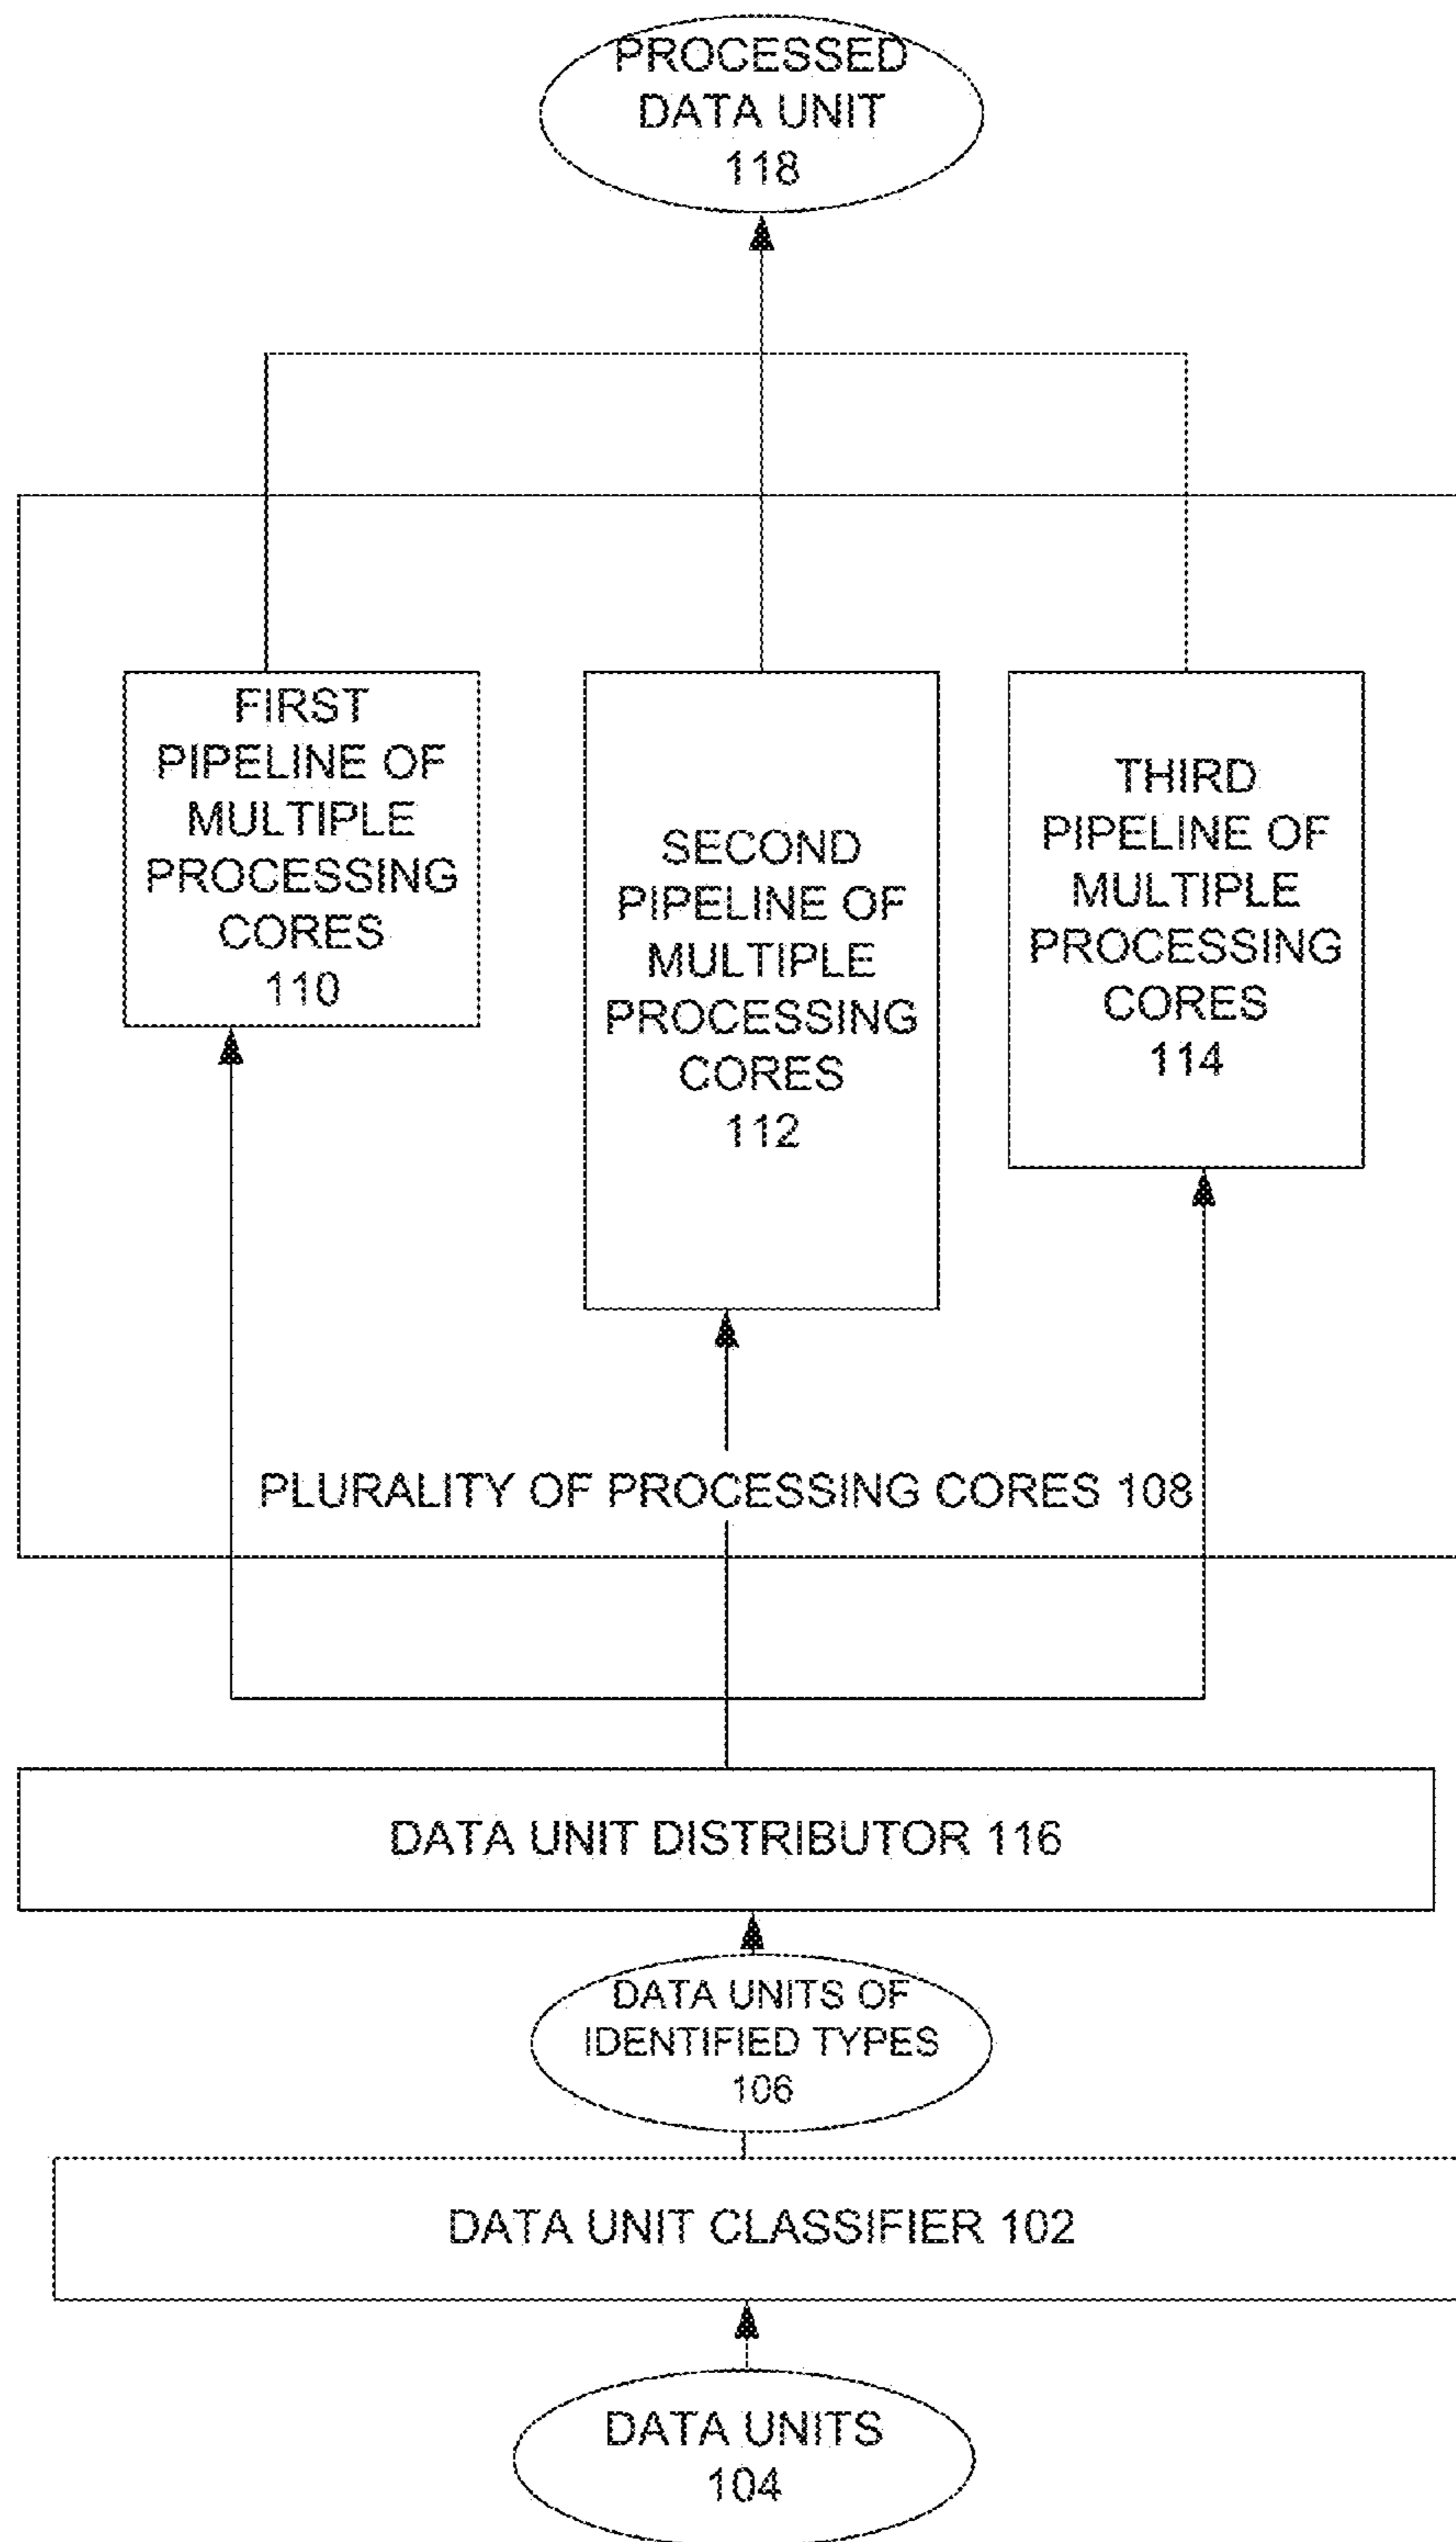 PROCESSED
DATA UNIT
118
FIRST
PIPELINE OF
MULTIPLE
PROCESSING
CORES
110
SECOND
PIPELINE OF
MULTIPLE
PROCESSING
CORES
112
THIRD
PIPELINE OF
MULTIPLE
PROCESSING
CORES
114
PLURALITY OF PROCESSING CORES 108
DATA UNIT DISTRIBUTOR 116
DATA UNITS OF
IDENTIFIED TYPES
106
DATA UNIT CLASSIFIER 102
DATA UNITS
104